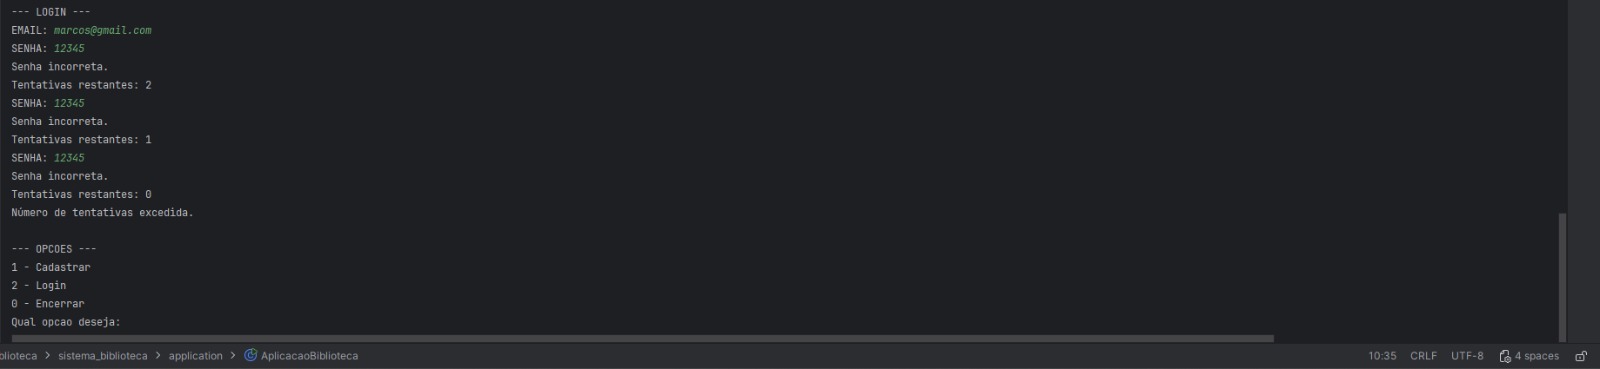 --- LOGIN ---
EMAIL: marcos@gmail.com
SENHA: 12345
Senha incorreta.
Tentativas restantes: 2
SENHA: 12345
Senha incorreta.
Tentativas restantes: 1
SENHA: 12345
Senha incorreta.
Tentativas restantes: 0
Número de tentativas excedida.
--- OPCOES ---
1 - Cadastrar
2 - Login
0 - Encerrar
Qual opcao deseja:
blioteca > sistema_biblioteca > application > AplicacaoBiblioteca 10:35 CRLF UTF-8 4 spaces